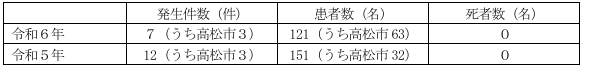 発生件数（件） 患者数（名） 死者数（名）
令和６年 ７（うち高松市３） 121（うち高松市 63） ０
令和５年 12（うち高松市３） 151（うち高松市 32） ０